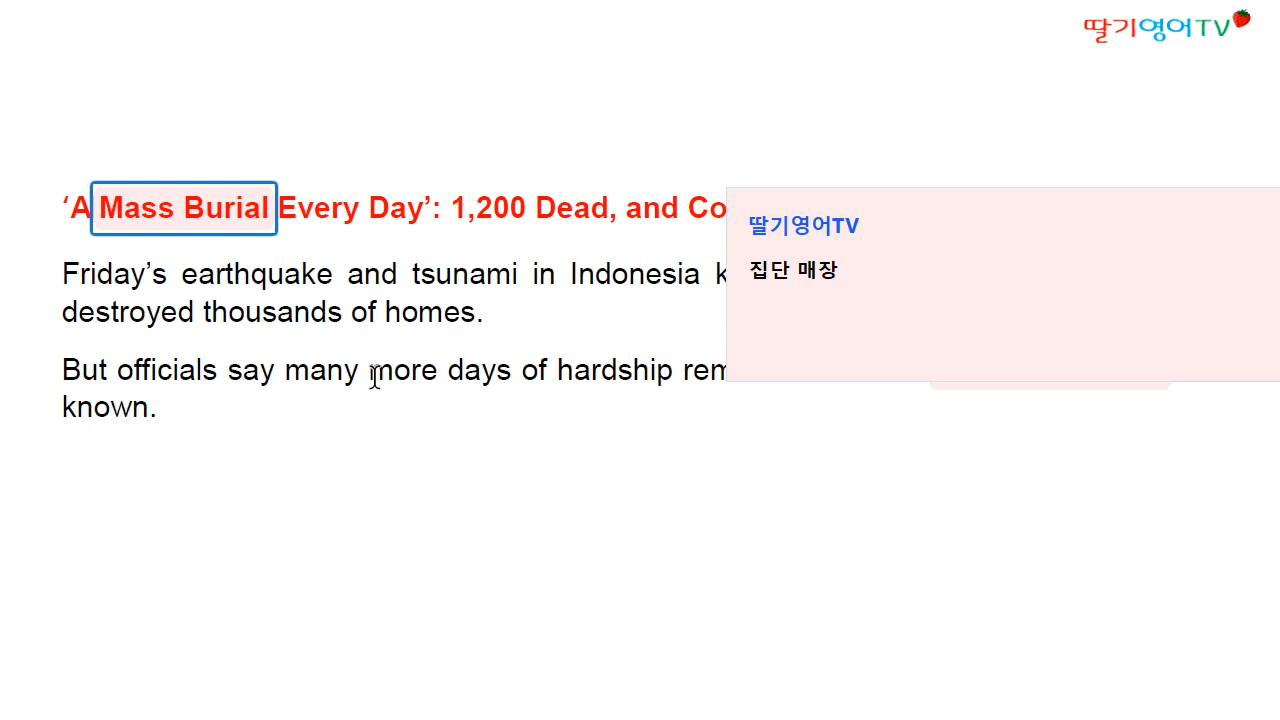 딸기영어TV
‘A Mass Burial Every Day’: 1,200 Dead, and Co
딸기영어TV
집단 매장
Friday’s earthquake and tsunami in Indonesia k
destroyed thousands of homes.
But officials say many more days of hardship rem
known.